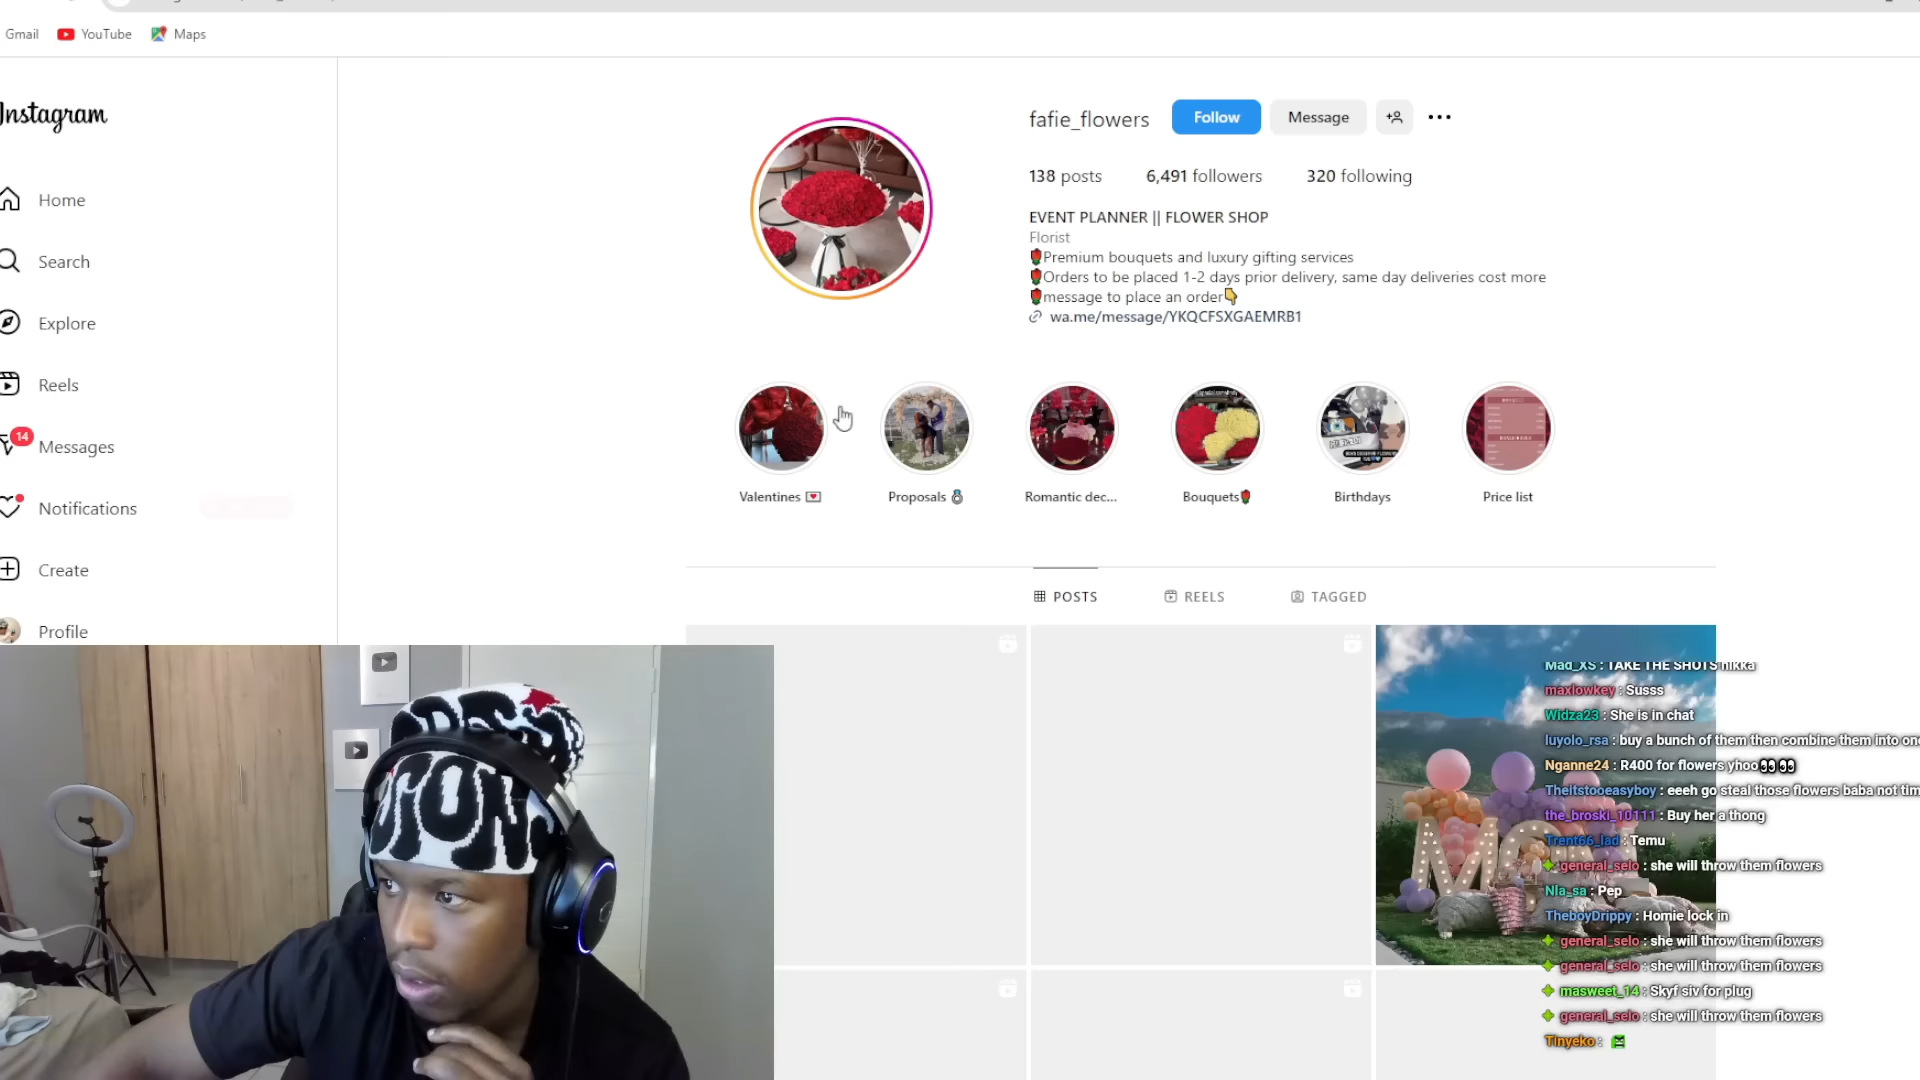 Gmail
YouTube
Maps
Instagram
Home
Search
Explore
Reels
14
Messages
Notifications
Create
Profile
fafie_flowers
Follow
Message
138 posts
6,491 followers
320 following
EVENT PLANNER || FLOWER SHOP
Florist
🌹Premium bouquets and luxury gifting services
🌹Orders to be placed 1-2 days prior delivery, same day deliveries cost more
🌹message to place an order👇
wa.me/message/YKQCFSXGAEMRB1
Valentines 💌
Proposals 💍
Romantic dec...
Bouquets🌹
Birthdays
Price list
POSTS
REELS
TAGGED
Mad_XS : TAKE THE SHOTS nikka
maxlowkey : Susss
Widza23 : She is in chat
luyolo_rsa : buy a bunch of them then combine them into
Nganne24 : R400 for flowers yhoo👀👀
Theitstooeasyboy : eeeh go steal those flowers baba not
the_broski_10111 : Buy her a thong
Trent66_lad : Temu
general_selo : she will throw them flowers
Nla_sa : Pep
TheboyDrippy : Homie lock in
general_selo : she will throw them flowers
general_selo : she will throw them flowers
masweet_14 : Skyf siv for plug
general_selo : she will throw them flowers
Tinyeko :